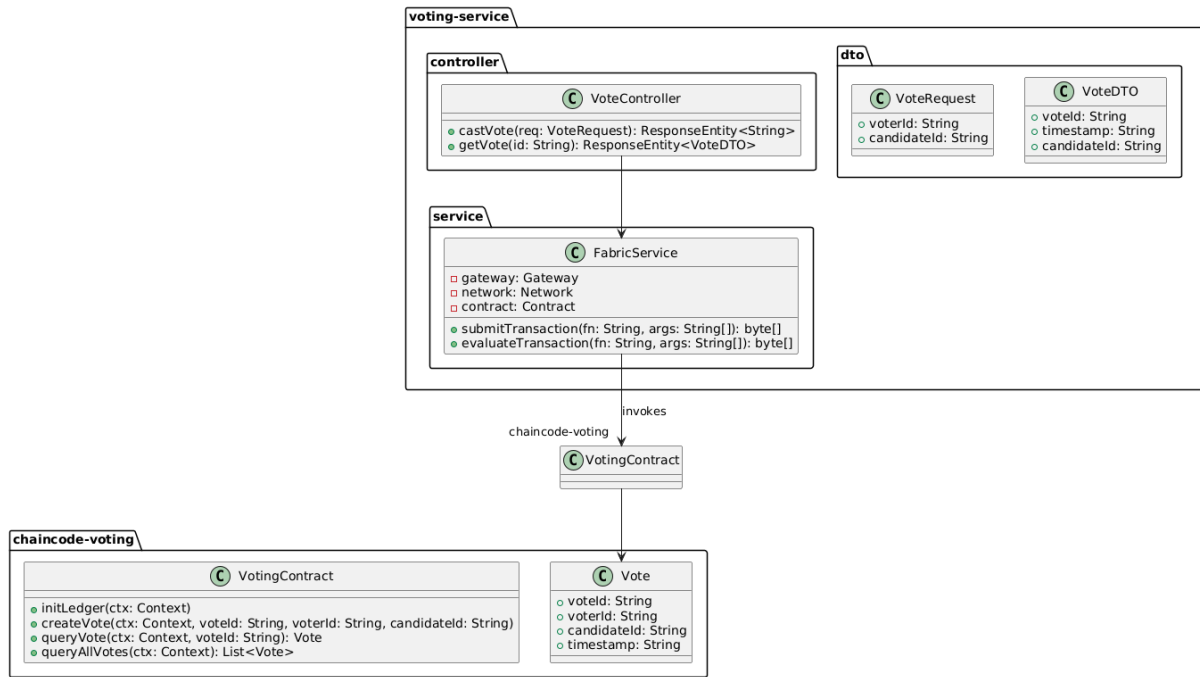 voting-service
controller
C VoteController
castVote(req: VoteRequest): ResponseEntity<String>
getVote(id: String): ResponseEntity<VoteDTO>
dto
C VoteRequest
voterId: String
candidateId: String
C VoteDTO
voteId: String
timestamp: String
candidateId: String
service
C FabricService
gateway: Gateway
network: Network
contract: Contract
submitTransaction(fn: String, args: String[]): byte[]
evaluateTransaction(fn: String, args: String[]): byte[]
invokes
chaincode-voting
C VotingContract
chaincode-voting
C VotingContract
initLedger(ctx: Context)
createVote(ctx: Context, voteId: String, voterId: String, candidateId: String)
queryVote(ctx: Context, voteId: String): Vote
queryAllVotes(ctx: Context): List<Vote>
C Vote
voteId: String
voterId: String
candidateId: String
timestamp: String